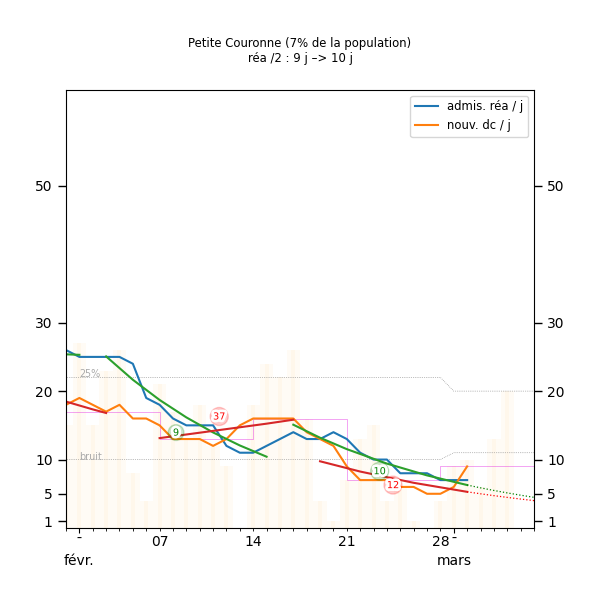 Petite Couronne (7% de la population)
réa /2 : 9 j –> 10 j
admis. réa / j
nouv. dc / j
50 50
30 30
25%
20 20
37
9
bruit
10 10
10
12
5 5
1 1
07 14 21 28
févr. mars